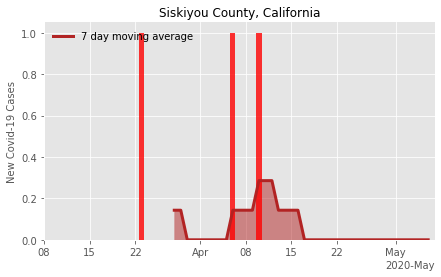 Siskiyou County, California
7 day moving average
New Covid-19 Cases
1.0
0.8
0.6
0.4
0.2
0.0
08 15 22 Apr 08 15 22 May
2020-May